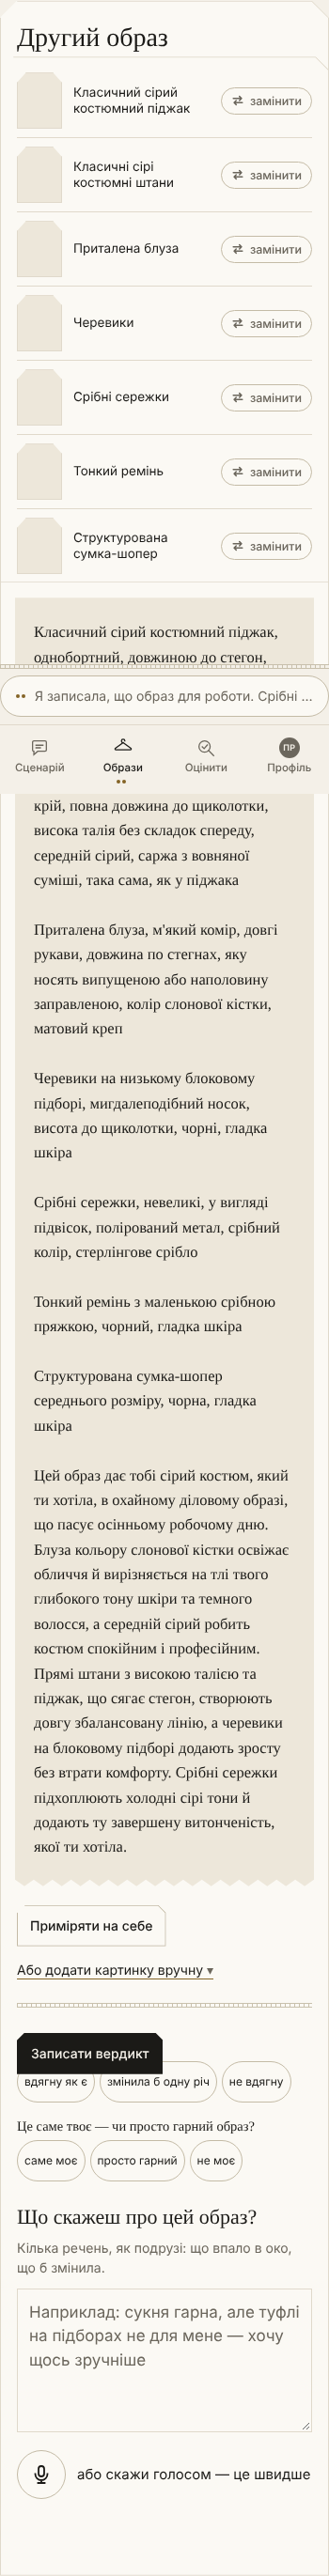 Другий образ
Класичний сірий
костюмний піджак
замінити
Класичні сірі
костюмні штани
замінити
Приталена блуза
замінити
Черевики
замінити
Срібні сережки
замінити
Тонкий ремінь
замінити
Структурована
сумка-шопер
замінити
Класичний сірий костюмний піджак,
однобортний, довжиною до стегон,
Я записала, що образ для роботи. Срібні ...
Сценарій
Образи
Оцінити
ПР
Профіль
крій, повна довжина до щиколотки,
висока талія без складок спереду,
середній сірий, саржа з вовняної
суміші, така сама, як у піджака
Приталена блуза, м'який комір, довгі
рукави, довжина по стегнах, яку
носять випущеною або наполовину
заправленою, колір слонової кістки,
матовий креп
Черевики на низькому блоковому
підборі, мигдалеподібний носок,
висота до щиколотки, чорні, гладка
шкіра
Срібні сережки, невеликі, у вигляді
підвісок, полірований метал, срібний
колір, стерлінгове срібло
Тонкий ремінь з маленькою срібною
пряжкою, чорний, гладка шкіра
Структурована сумка-шопер
середнього розміру, чорна, гладка
шкіра
Цей образ дає тобі сірий костюм, який
ти хотіла, в охайному діловому образі,
що пасує осінньому робочому дню.
Блуза кольору слонової кістки освіжає
обличчя й вирізняється на тлі твого
глибокого тону шкіри та темного
волосся, а середній сірий робить
костюм спокійним і професійним.
Прямі штани з високою талією та
піджак, що сягає стегон, створюють
довгу збалансовану лінію, а черевики
на блоковому підборі додають зросту
без втрати комфорту. Срібні сережки
підхоплюють холодні сірі тони й
додають ту завершену витонченість,
якої ти хотіла.
Приміряти на себе
Або додати картинку вручну ▾
Записати вердикт
вдягну як є
змінила б одну річ
не вдягну
Це саме твоє — чи просто гарний образ?
саме моє
просто гарний
не моє
Що скажеш про цей образ?
Кілька речень, як подрузі: що впало в око,
що б змінила.
Наприклад: сукня гарна, але туфлі
на підборах не для мене — хочу
щось зручніше
або скажи голосом — це швидше